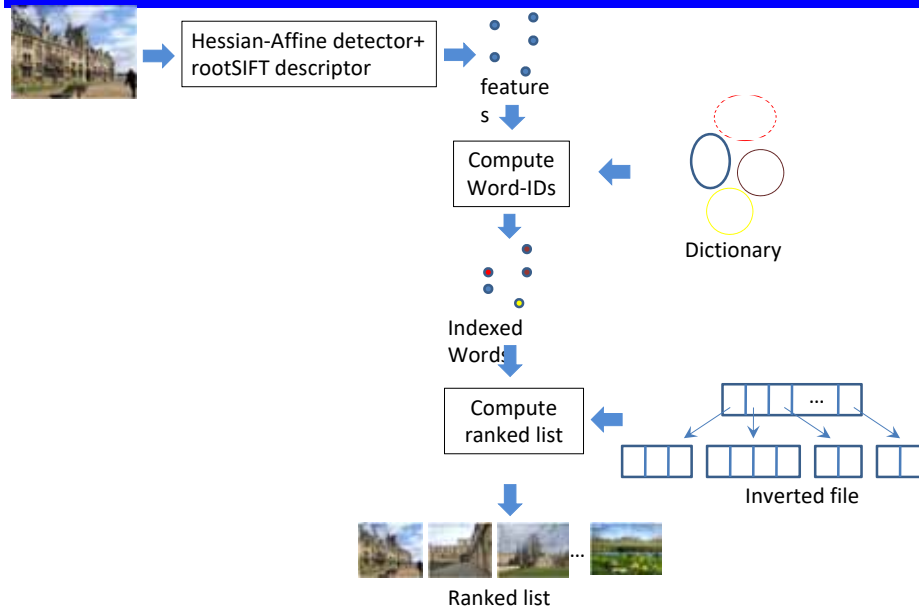 Hessian-Affine detector+
rootSIFT descriptor
feature
s
Compute
Word-IDs
Dictionary
Indexed
Words
Compute
ranked list
...
Inverted file
...
Ranked list